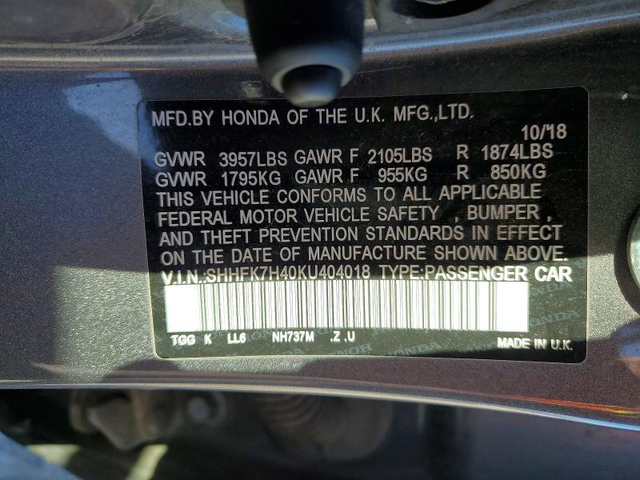 MFD.BY HONDA OF THE U.K. MFG.,LTD.
10/18
GVWR 3957LBS GAWR F 2105LBS R 1874LBS
GVWR 1795KG GAWR F 955KG R 850KG
THIS VEHICLE CONFORMS TO ALL APPLICABLE
FEDERAL MOTOR VEHICLE SAFETY , BUMPER ,
AND THEFT PREVENTION STANDARDS IN EFFECT
ON THE DATE OF MANUFACTURE SHOWN ABOVE.
V.I.N.:SHHFK7H40KU404018 TYPE:PASSENGER CAR
TGG K LL6 NH737M .Z .U
MADE IN U.K.